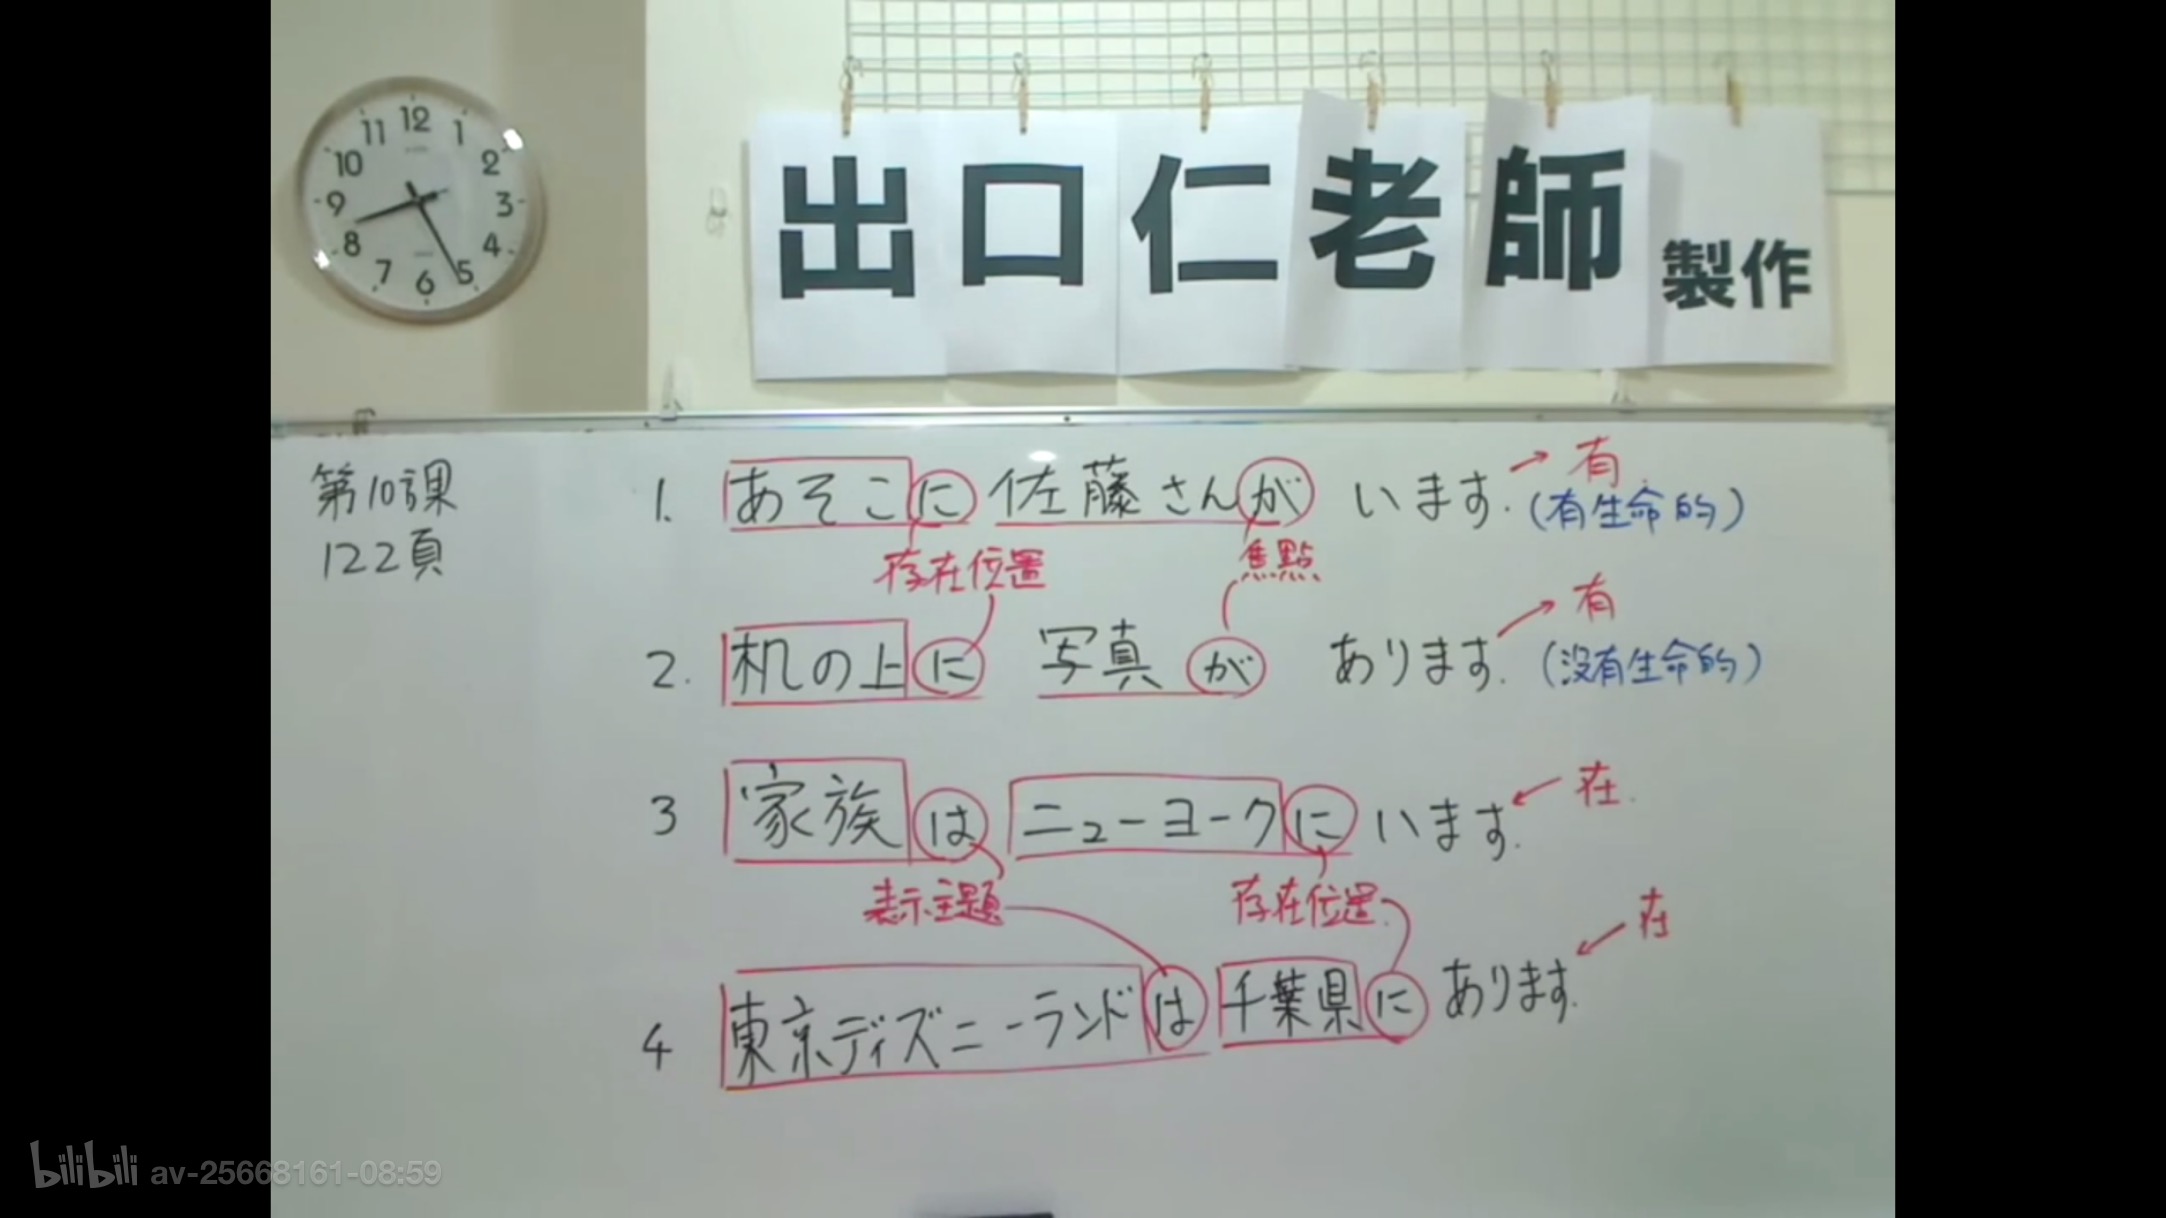 12
11 1
10 2
9 3
8 4
7 6 5
出口仁老師製作
第10課
122頁
1. あそこに 佐藤さんが います. → 有
(有生命的)
存在位置 焦點
2. 机の上に 写真が あります. → 有
(没有生命的)
3 家族は ニューヨークに います. ← 在.
表示主題 存在位置.
4 東京ディズニーランドは 千葉県に あります. ← 在
bilibili av-25668161-08:59